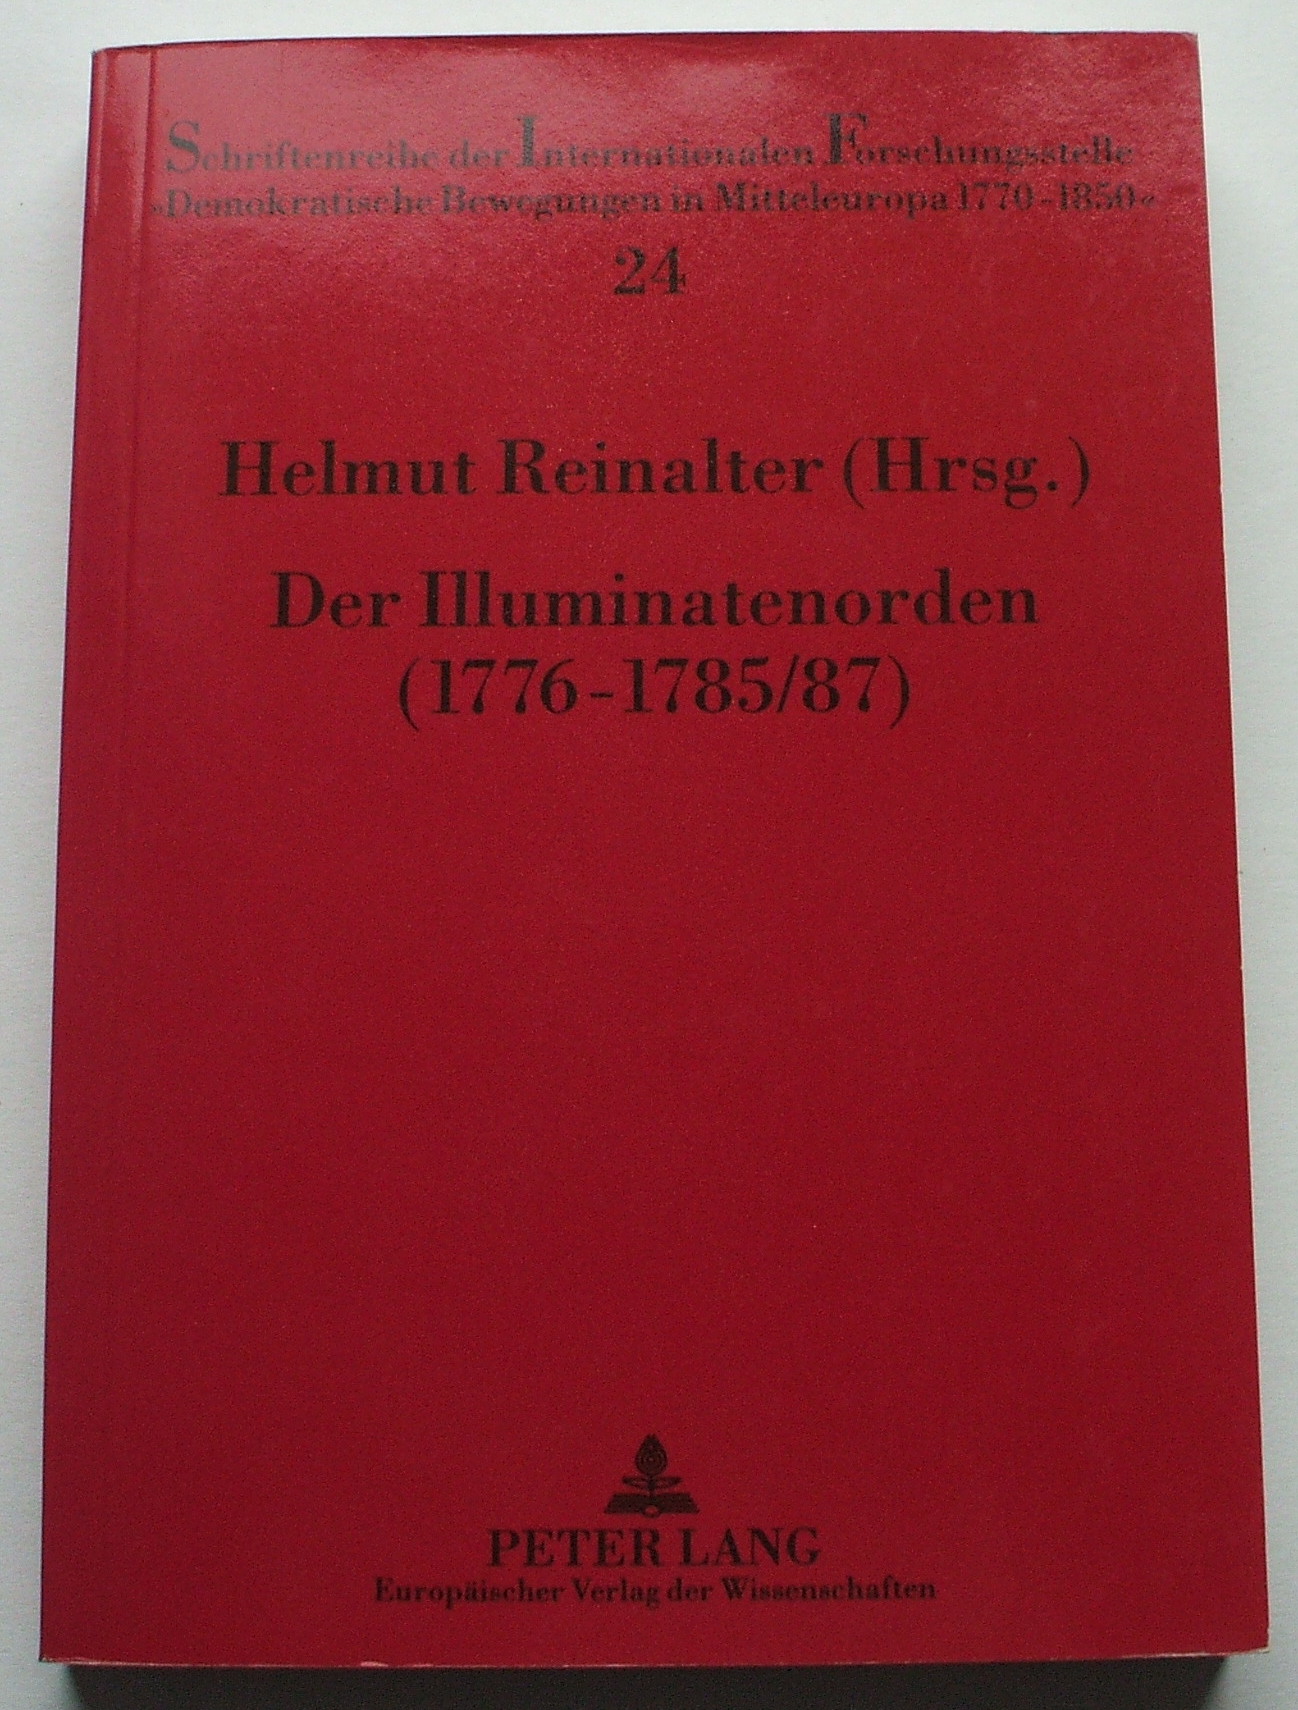 Schriftenreihe der Internationalen Forschungsstelle
»Demokratische Bewegungen in Mitteleuropa 1770-1850«
24
Helmut Reinalter (Hrsg.)
Der Illuminatenorden
(1776-1785/87)
PETER LANG
Europäischer Verlag der Wissenschaften